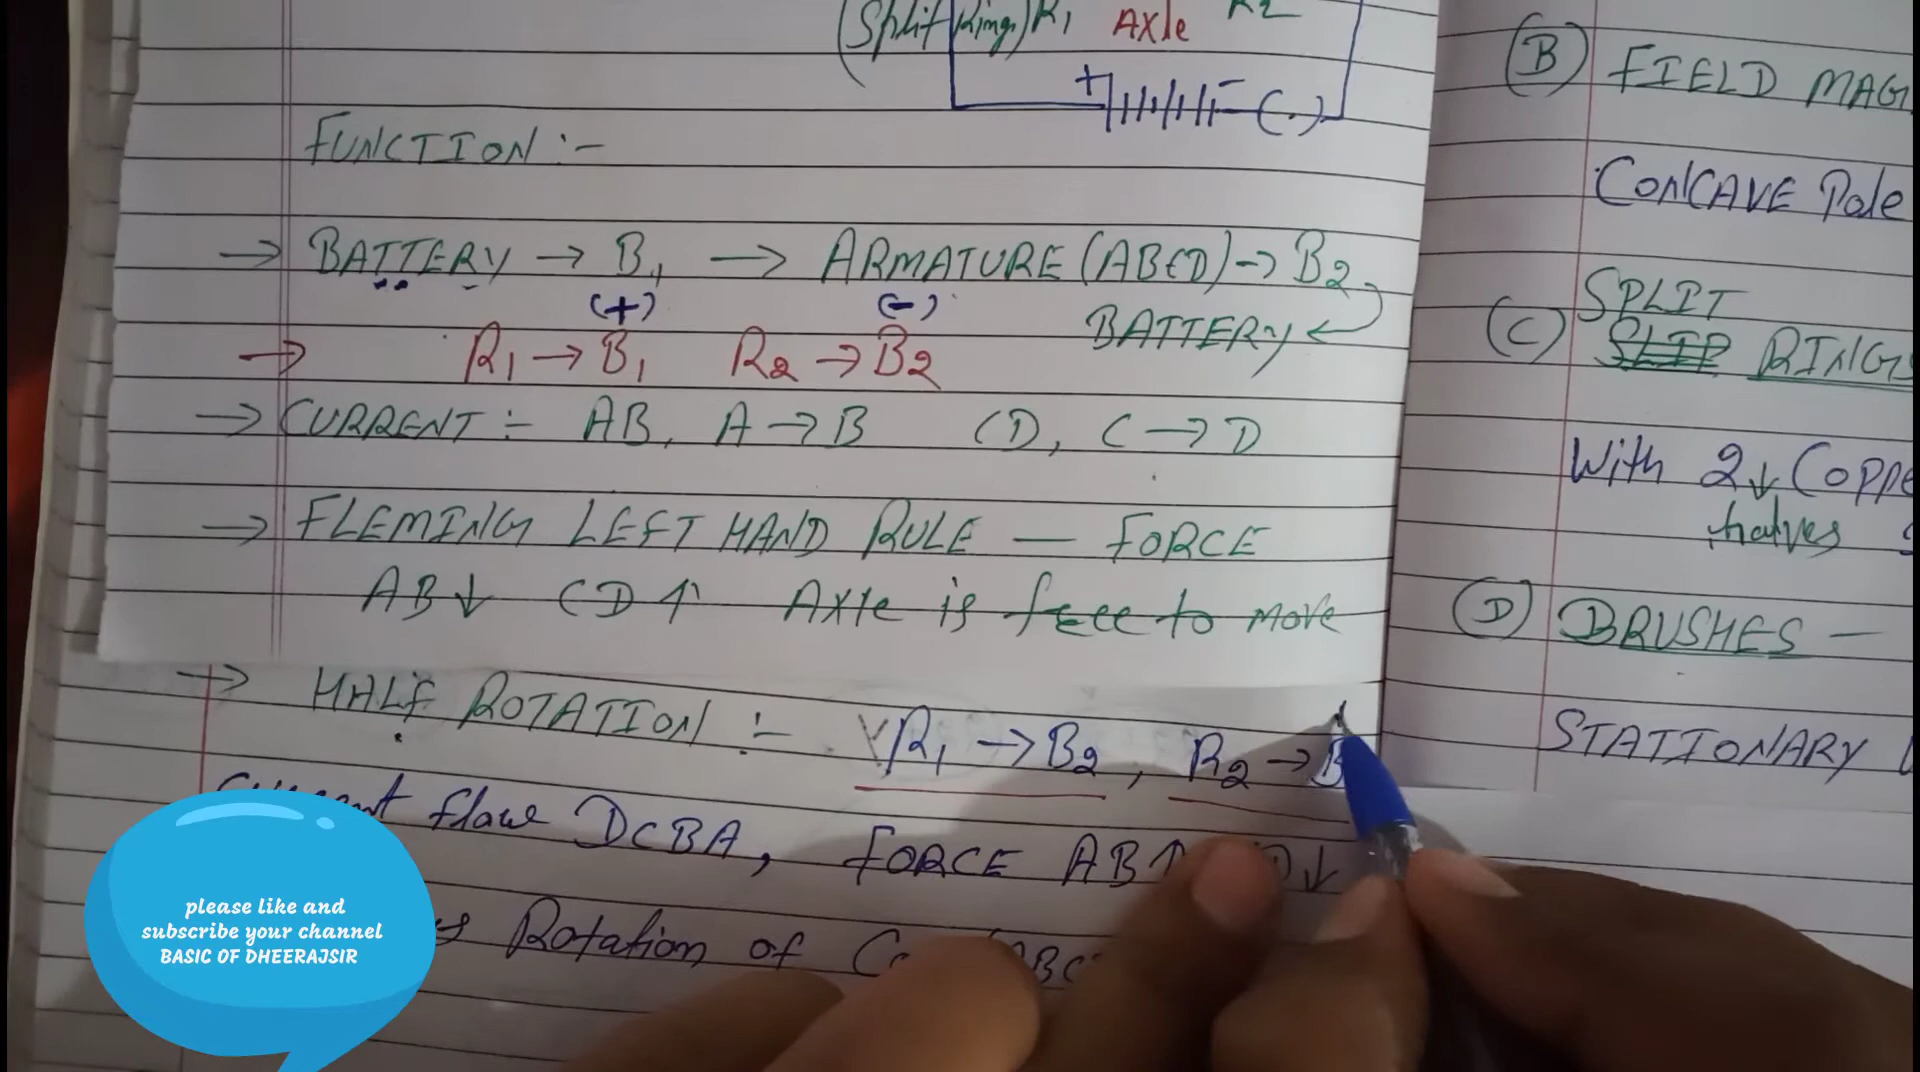 (Split Rings) R1 Axle R2
+ - (.)
FUNCTION :-
→ BATTERY → B1 → ARMATURE (ABCD) → B2
(+) (-)
BATTERY ←
→ R1 → B1 R2 → B2
→ CURRENT :- AB, A → B CD, C → D
→ FLEMING LEFT HAND RULE — FORCE
AB↓ CD↑ Axle is free to move
→ HALF ROTATION :- R1 → B2, R2 → B
flow DCBA, FORCE AB↑ ↓
Rotation of
(B) FIELD MAG
CONCAVE Pole
SPLIT
(C) SLIP RINGS
With 2 Coppe
halves
(D) BRUSHES —
STATIONARY
please like and
subscribe your channel
BASIC OF DHEERAJSIR